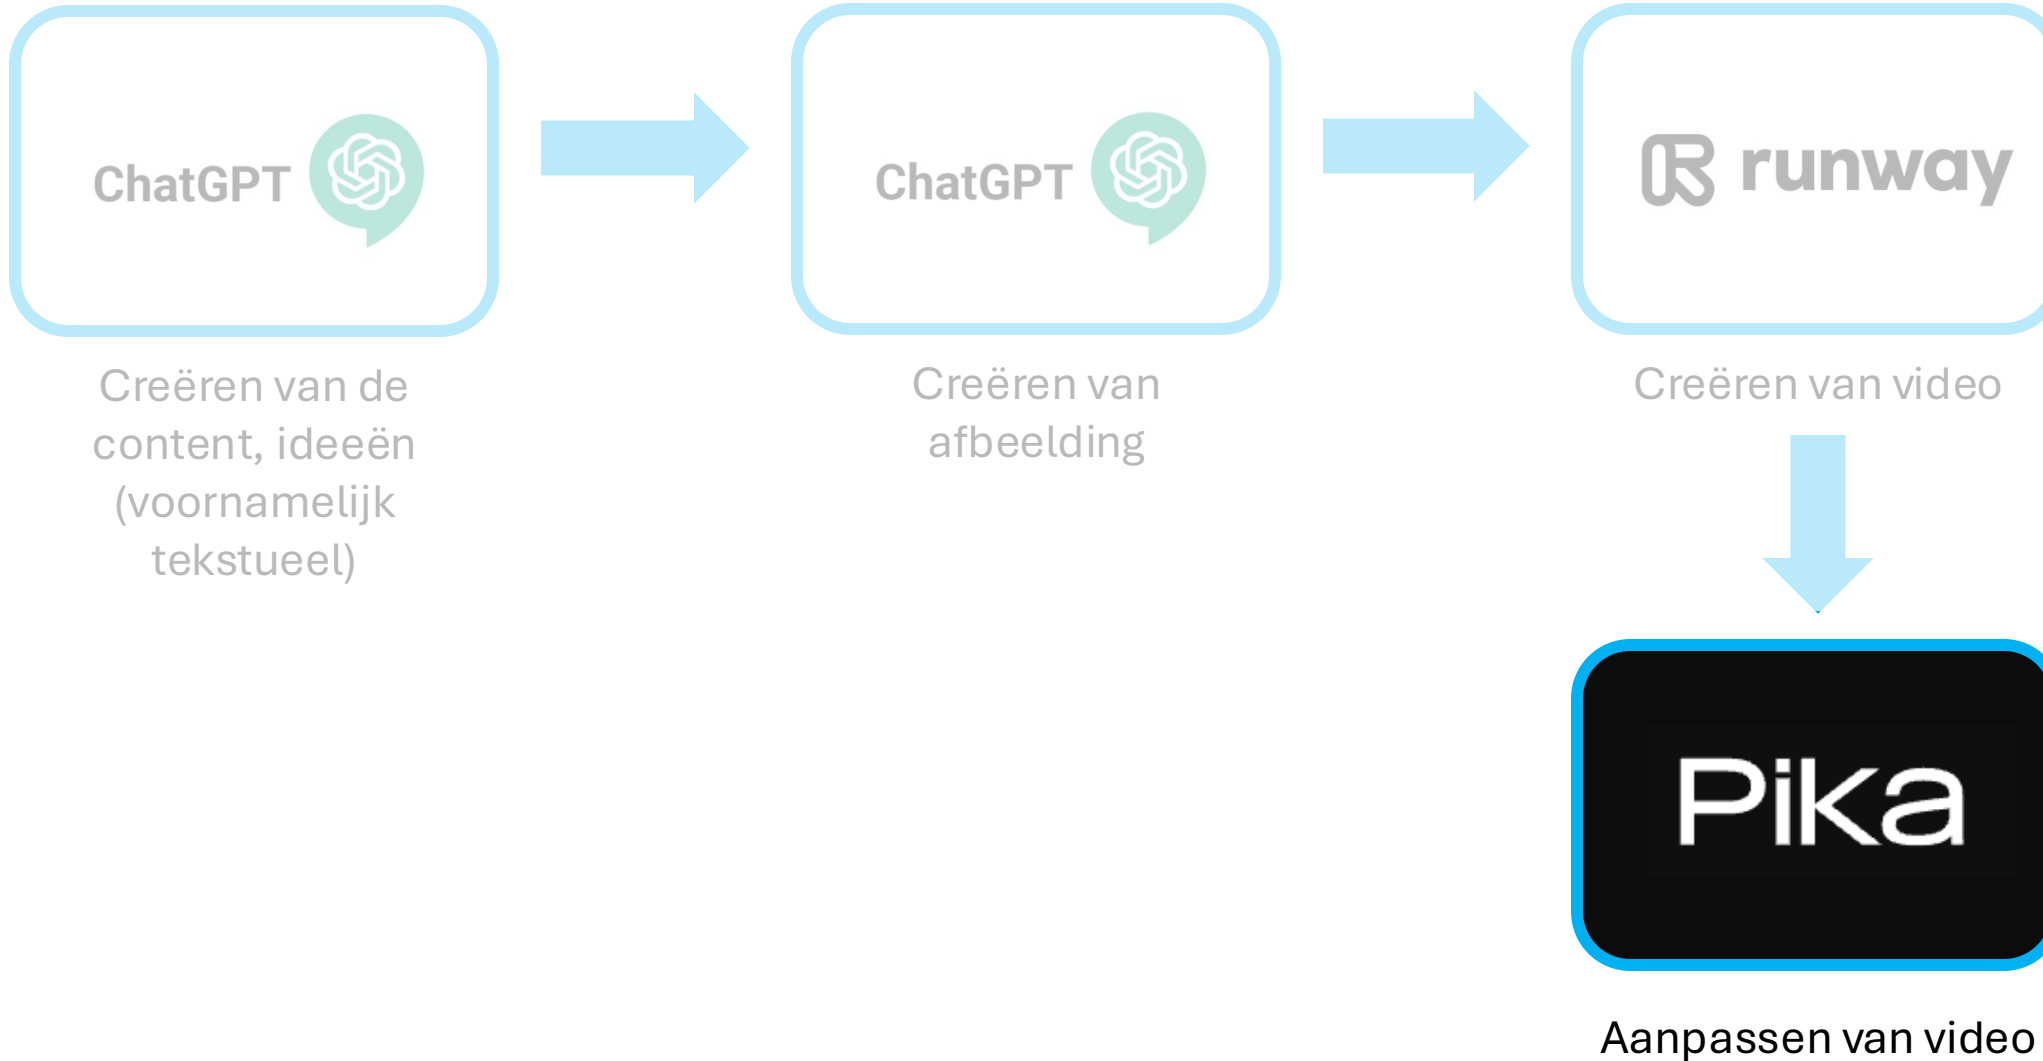 ChatGPT
ChatGPT
runway
Creëren van de
content, ideeën
(voornamelijk
tekstueel)
Creëren van
afbeelding
Creëren van video
Pika
Aanpassen van video